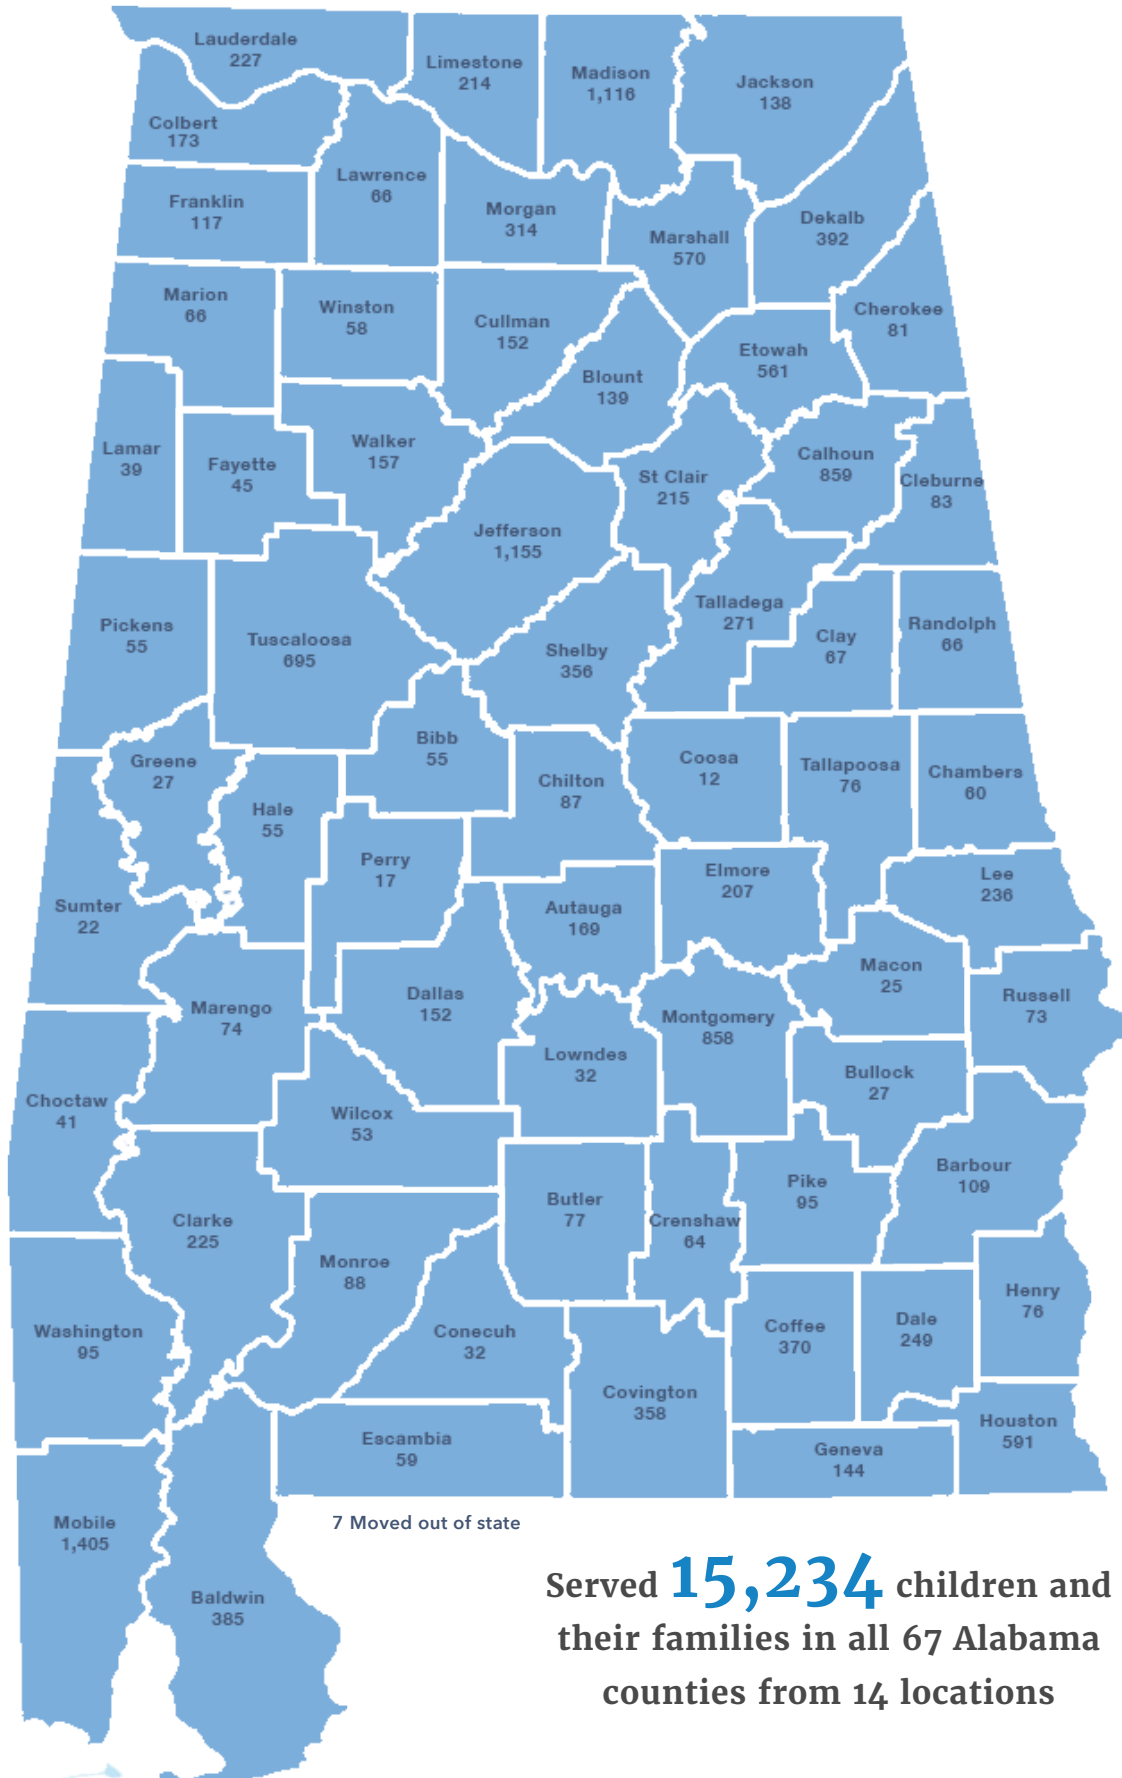 Lauderdale
227
Limestone
214
Madison
1,116
Jackson
138
Colbert
173
Lawrence
66
Franklin
117
Morgan
314
Marshall
570
Dekalb
392
Marion
66
Winston
58
Cullman
152
Cherokee
81
Etowah
561
Blount
139
Lamar
39
Fayette
45
Walker
157
St Clair
215
Calhoun
859
Cleburne
83
Jefferson
1,155
Talladega
271
Pickens
55
Tuscaloosa
695
Shelby
356
Clay
67
Randolph
66
Greene
27
Bibb
55
Coosa
12
Tallapoosa
76
Chambers
60
Hale
55
Chilton
87
Perry
17
Elmore
207
Lee
236
Sumter
22
Autauga
169
Macon
25
Marengo
74
Dallas
152
Montgomery
858
Russell
73
Lowndes
32
Bullock
27
Choctaw
41
Wilcox
53
Barbour
109
Clarke
225
Butler
77
Crenshaw
64
Pike
95
Monroe
88
Henry
76
Washington
95
Conecuh
32
Coffee
370
Dale
249
Covington
358
Escambia
59
Geneva
144
Houston
591
Mobile
1,405
Baldwin
385
7 Moved out of state
Served 15,234 children and
their families in all 67 Alabama
counties from 14 locations